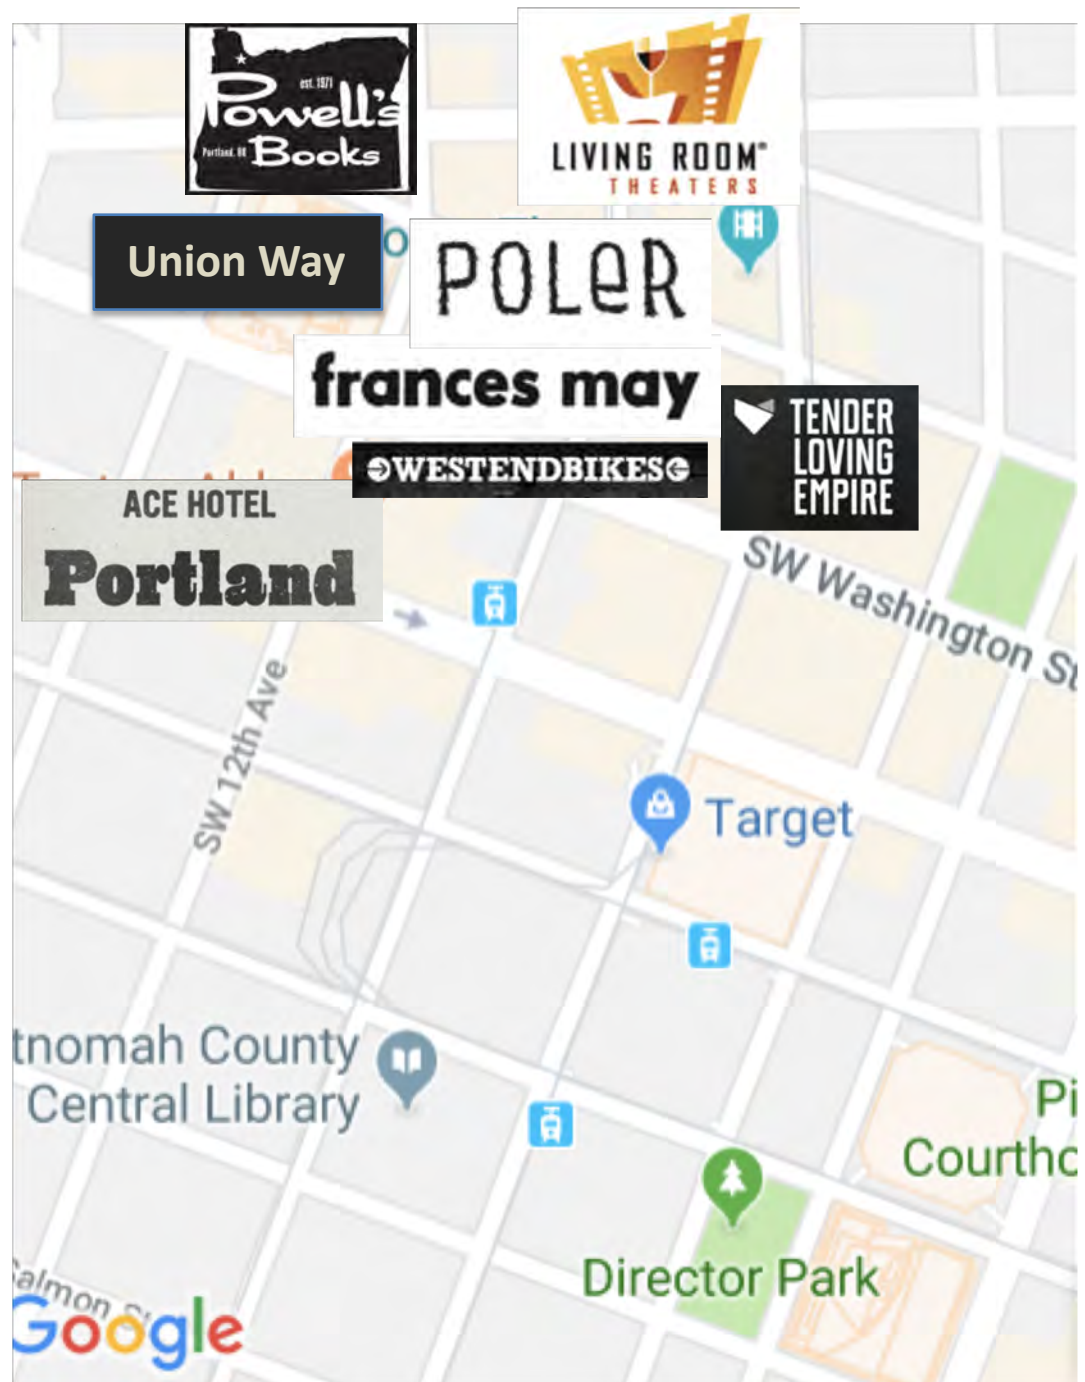 est. 1971
Powell's
Portland, OR
Books
LIVING ROOM®
THEATERS
Union Way
POLeR
frances may
TENDER
LOVING
EMPIRE
WESTENDBIKES
ACE HOTEL
Portland
SW Washington St
SW 12th Ave
Target
tnomah County
Central Library
Pi
Courtho
Director Park
Salmon St
Google